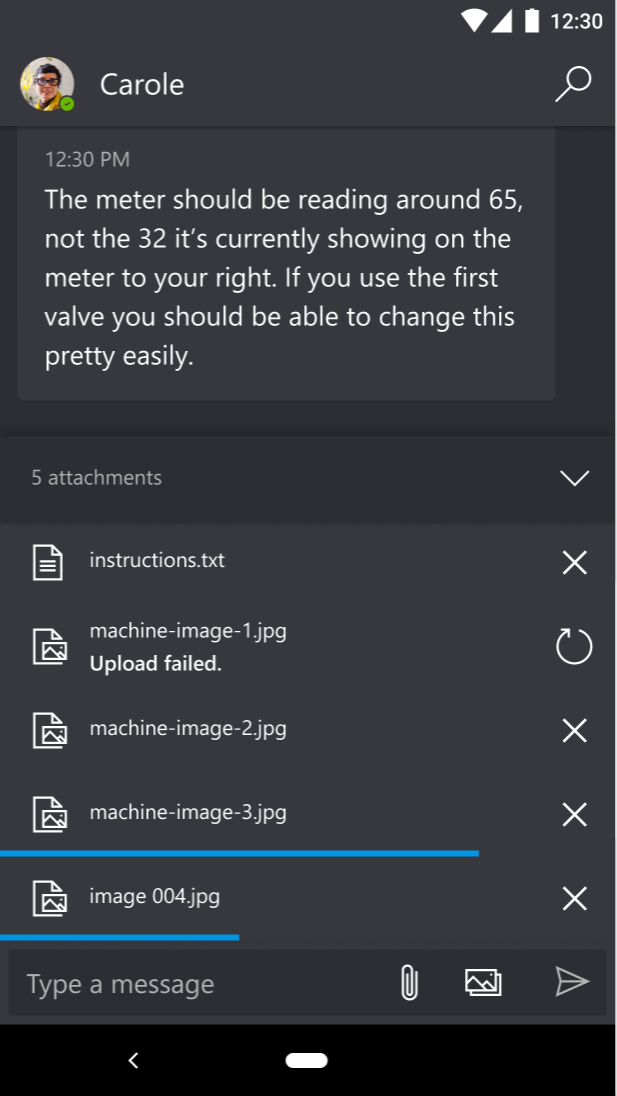 12:30
Carole
12:30 PM
The meter should be reading around 65,
not the 32 it’s currently showing on the
meter to your right. If you use the first
valve you should be able to change this
pretty easily.
5 attachments
instructions.txt
machine-image-1.jpg
Upload failed.
machine-image-2.jpg
machine-image-3.jpg
image 004.jpg
Type a message